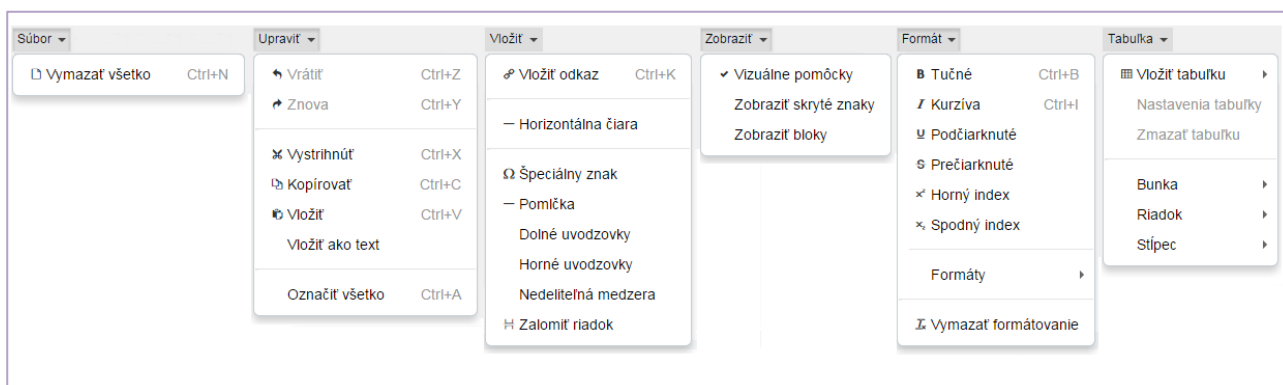 Súbor
Vymazať všetko Ctrl+N
Upraviť
Vrátiť Ctrl+Z
Znova Ctrl+Y
Vystrihnúť Ctrl+X
Kopírovať Ctrl+C
Vložiť Ctrl+V
Vložiť ako text
Označiť všetko Ctrl+A
Vložiť
Vložiť odkaz Ctrl+K
Horizontálna čiara
Ω Špeciálny znak
Pomlčka
Dolné uvodzovky
Horné uvodzovky
Nedeliteľná medzera
Zalomiť riadok
Zobraziť
Vizuálne pomôcky
Zobraziť skryté znaky
Zobraziť bloky
Formát
B Tučné Ctrl+B
I Kurzíva Ctrl+I
U Podčiarknuté
S Prečiarknuté
x² Horný index
x₂ Spodný index
Formáty
Vymazať formátovanie
Tabuľka
Vložiť tabuľku
Nastavenia tabuľky
Zmazať tabuľku
Bunka
Riadok
Stĺpec